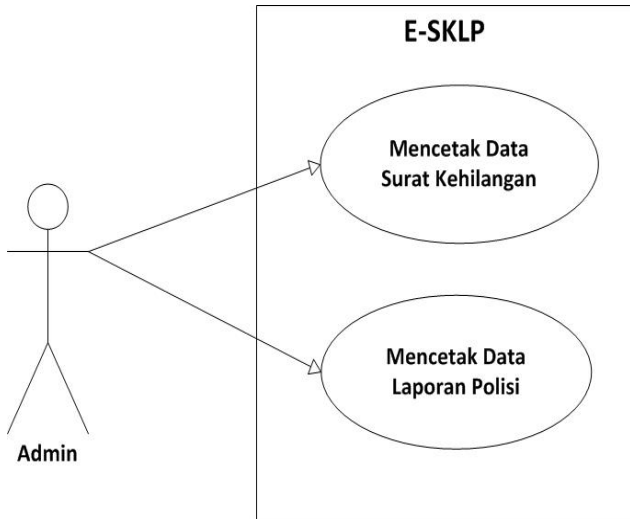 E-SKLP
Mencetak Data
Surat Kehilangan
Mencetak Data
Laporan Polisi
Admin